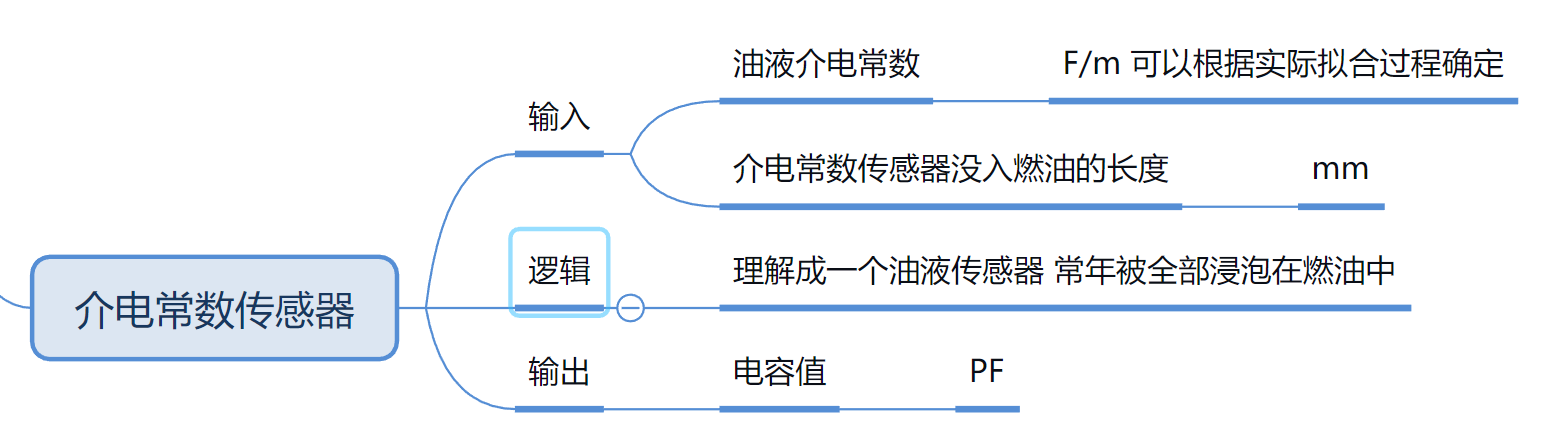 介电常数传感器
输入
油液介电常数
F/m 可以根据实际拟合过程确定
介电常数传感器没入燃油的长度
mm
逻辑
理解成一个油液传感器 常年被全部浸泡在燃油中
输出
电容值
PF